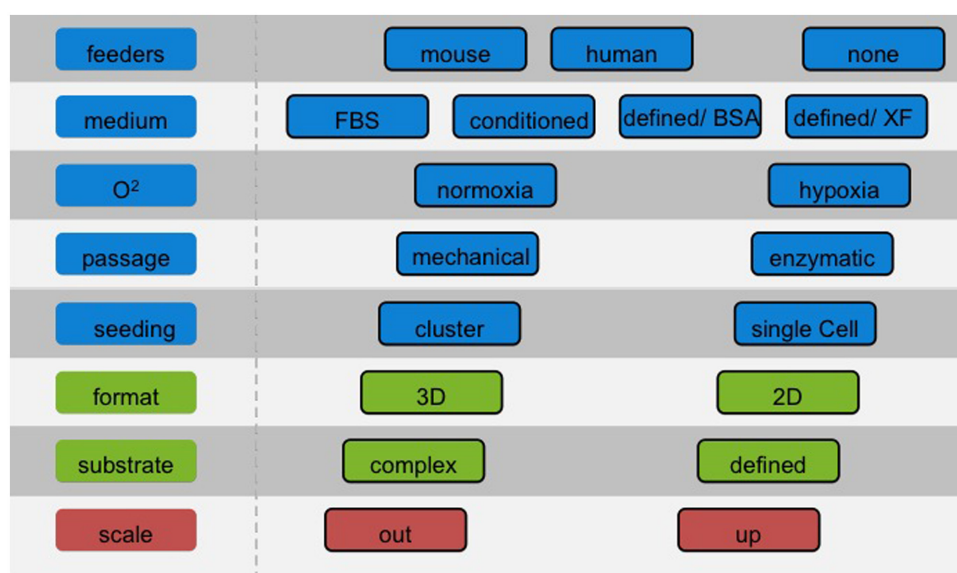 feeders mouse human none
medium FBS conditioned defined/ BSA defined/ XF
O² normoxia hypoxia
passage mechanical enzymatic
seeding cluster single Cell
format 3D 2D
substrate complex defined
scale out up